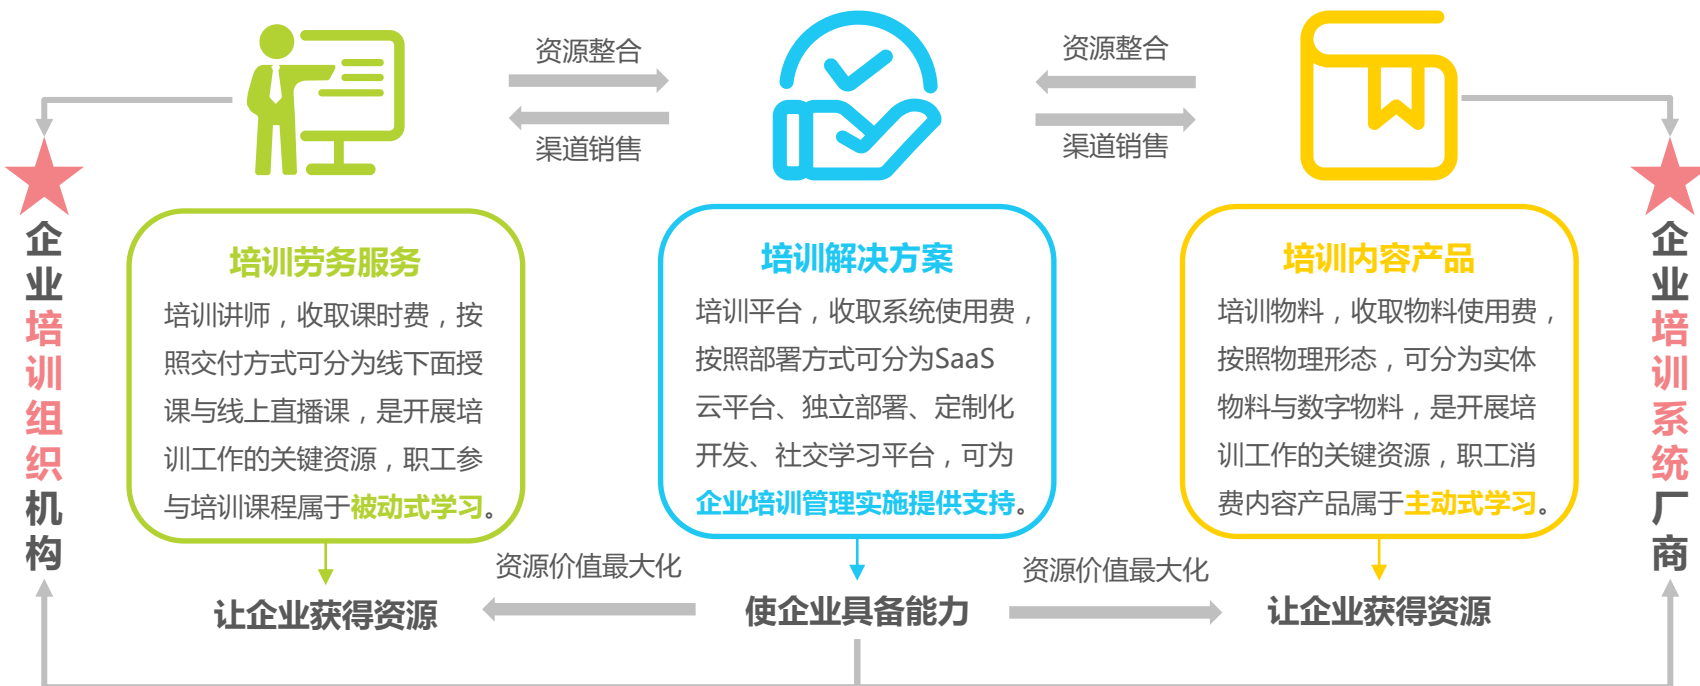 资源整合
渠道销售
资源整合
渠道销售
企业培训组织机构
培训劳务服务
培训讲师，收取课时费，按
照交付方式可分为线下面授
课与线上直播课，是开展培
训工作的关键资源，职工参
与培训课程属于被动式学习。
培训解决方案
培训平台，收取系统使用费，
按照部署方式可分为SaaS
云平台、独立部署、定制化
开发、社交学习平台，可为
企业培训管理实施提供支持。
培训内容产品
培训物料，收取物料使用费，
按照物理形态，可分为实体
物料与数字物料，是开展培
训工作的关键资源，职工消
费内容产品属于主动式学习。
企业培训系统厂商
资源价值最大化
资源价值最大化
让企业获得资源
使企业具备能力
让企业获得资源